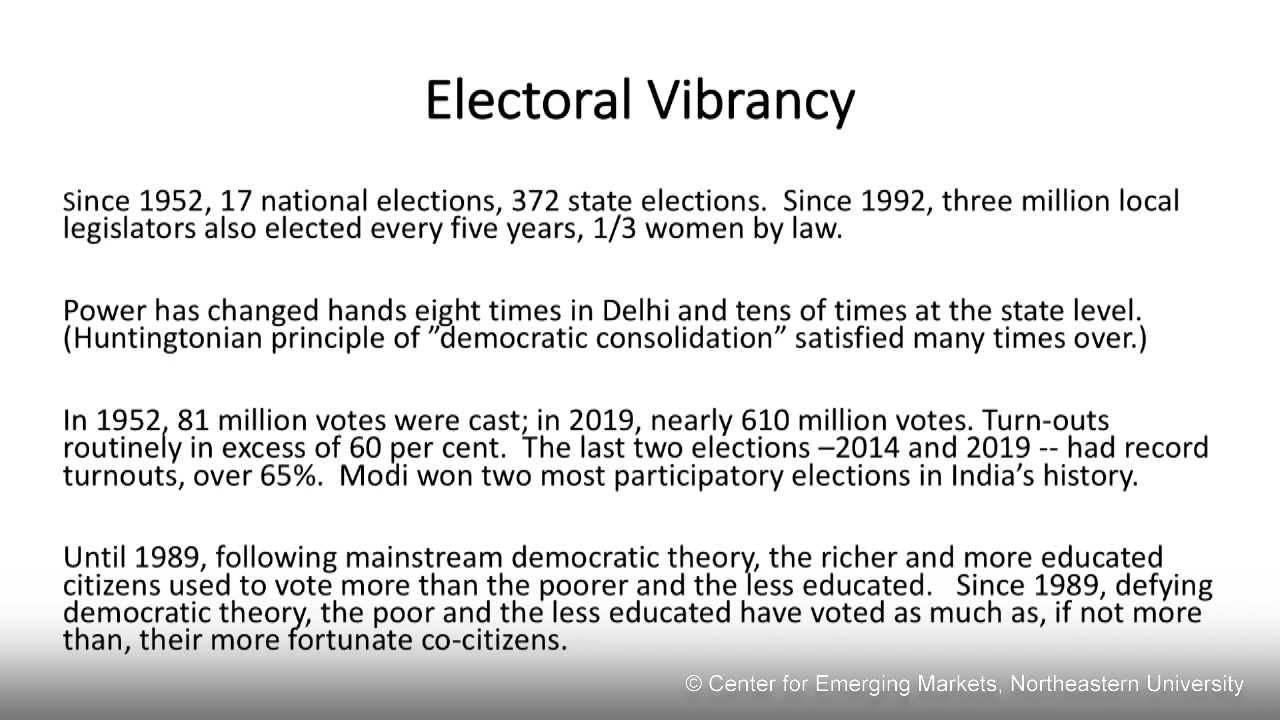 Electoral Vibrancy
Since 1952, 17 national elections, 372 state elections.  Since 1992, three million local
legislators also elected every five years, 1/3 women by law.
Power has changed hands eight times in Delhi and tens of times at the state level.
(Huntingtonian principle of ”democratic consolidation” satisfied many times over.)
In 1952, 81 million votes were cast; in 2019, nearly 610 million votes. Turn-outs
routinely in excess of 60 per cent.  The last two elections –2014 and 2019 -- had record
turnouts, over 65%.  Modi won two most participatory elections in India’s history.
Until 1989, following mainstream democratic theory, the richer and more educated
citizens used to vote more than the poorer and the less educated.   Since 1989, defying
democratic theory, the poor and the less educated have voted as much as, if not more
than, their more fortunate co-citizens.
© Center for Emerging Markets, Northeastern University